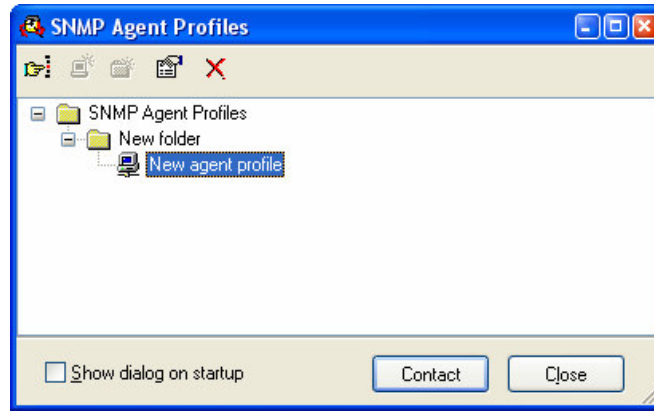 SNMP Agent Profiles
SNMP Agent Profiles
New folder
New agent profile
Show dialog on startup
Contact
Close